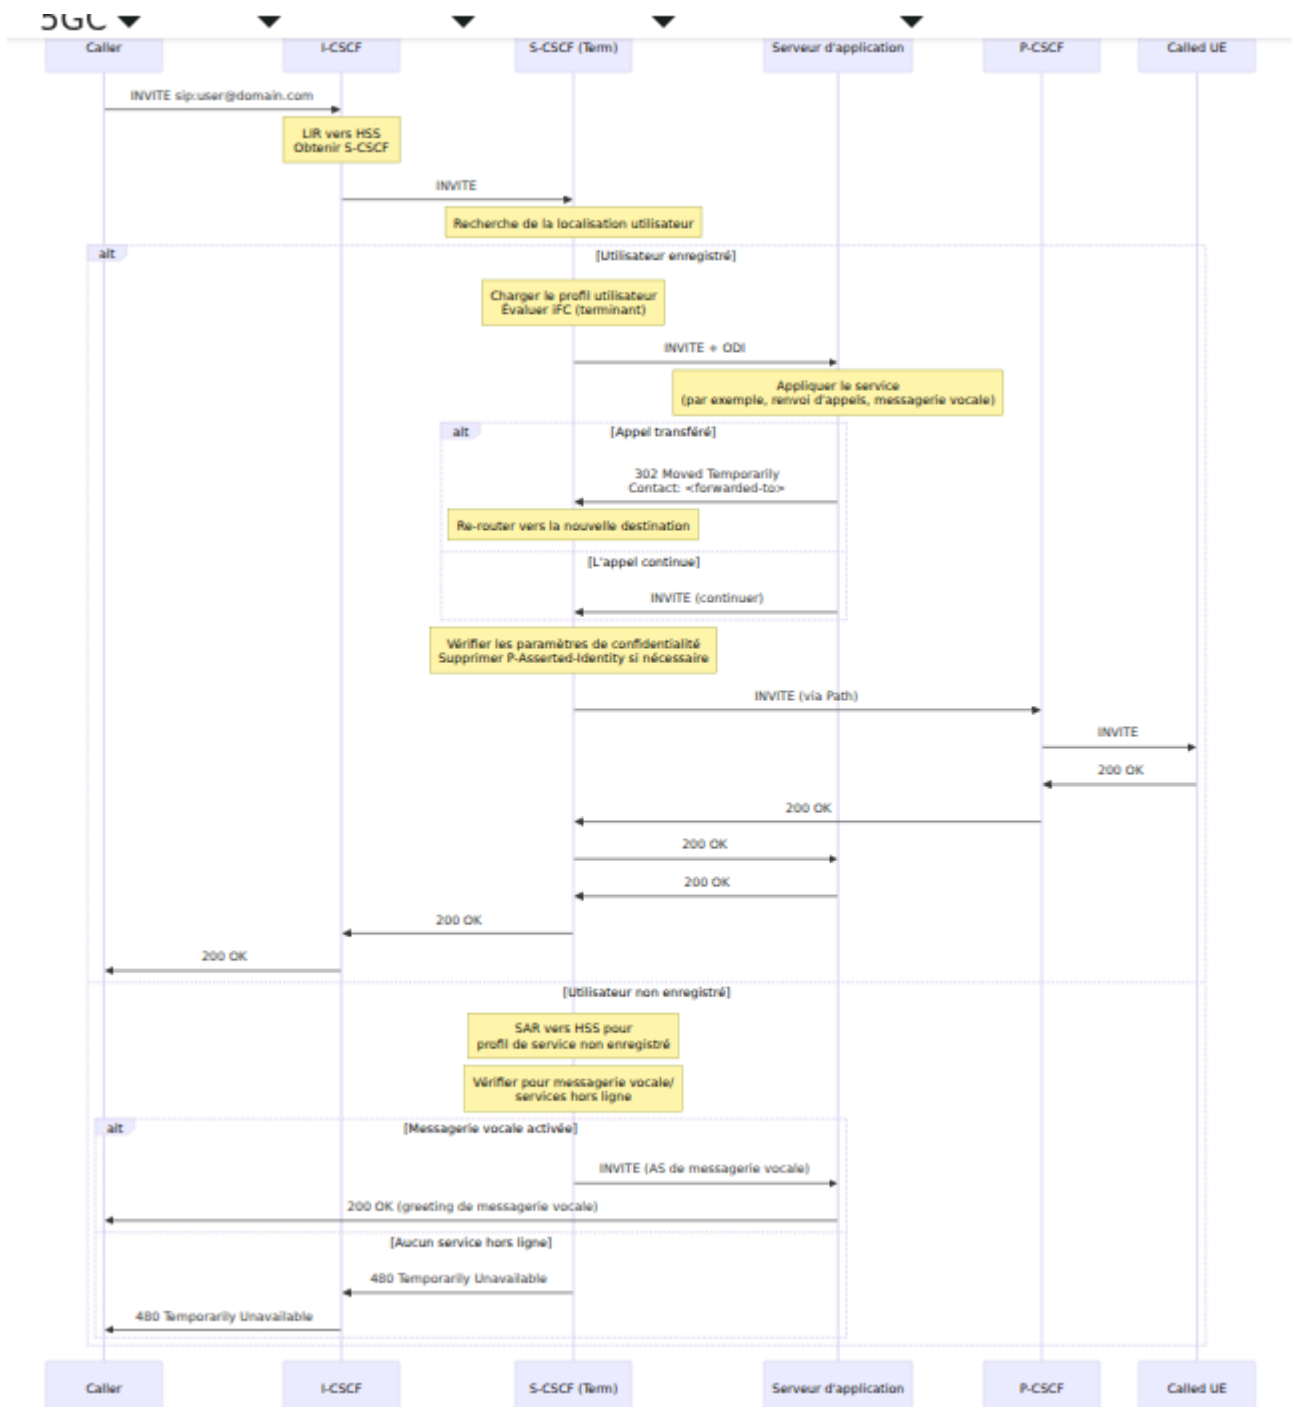 5GC
Caller
I-CSCF
S-CSCF (Term)
Serveur d'application
P-CSCF
Called UE
INVITE sip:user@domain.com
LIR vers HSS
Obtenir S-CSCF
INVITE
Recherche de la localisation utilisateur
alt
[Utilisateur enregistré]
Charger le profil utilisateur
Évaluer iFC (terminant)
INVITE + ODI
Appliquer le service
(par exemple, renvoi d'appels, messagerie vocale)
alt
[Appel transféré]
302 Moved Temporarily
Contact: <forwarded-to>
Re-router vers la nouvelle destination
[L'appel continue]
INVITE (continuer)
Vérifier les paramètres de confidentialité
Supprimer P-Asserted-Identity si nécessaire
INVITE (via Path)
INVITE
200 OK
200 OK
200 OK
200 OK
200 OK
200 OK
[Utilisateur non enregistré]
SAR vers HSS pour
profil de service non enregistré
Vérifier pour messagerie vocale/
services hors ligne
alt
[Messagerie vocale activée]
INVITE (AS de messagerie vocale)
200 OK (greeting de messagerie vocale)
[Aucun service hors ligne]
480 Temporarily Unavailable
480 Temporarily Unavailable
Caller
I-CSCF
S-CSCF (Term)
Serveur d'application
P-CSCF
Called UE